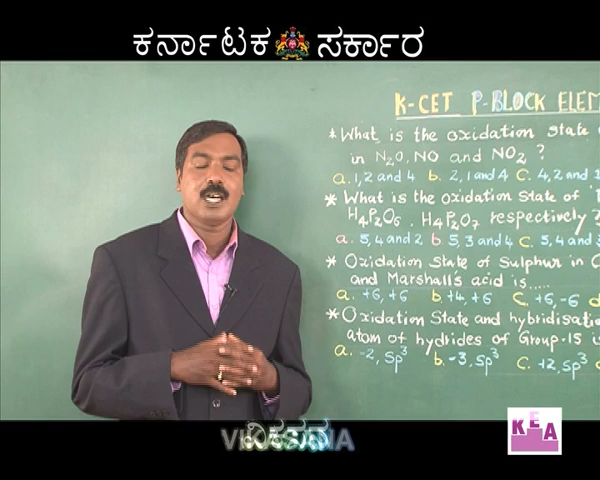 ಕರ್ನಾಟಕ ಸರ್ಕಾರ
K-CET P-BLOCK ELEM
* What is the oxidation state
in N₂O, NO and NO₂ ?
a. 1,2 and 4 b. 2, 1 and 4 C. 4, 2 and
* What is the oxidation state of
H₄P₂O₆, H₄P₂O₇ respectively ?
a. 5, 4 and 2 b. 5, 3 and 4 C. 5, 4 and
* Oxidation state of Sulphur in
and Marshall's acid is.....
a. +6, +6 b. +4, +6 C. +6, -6 d
* Oxidation State and hybridisatio
atom of hydrides of Group-15 is
a. -2, Sp³ b. -3, Sp³ C. +2, Sp³
KEA